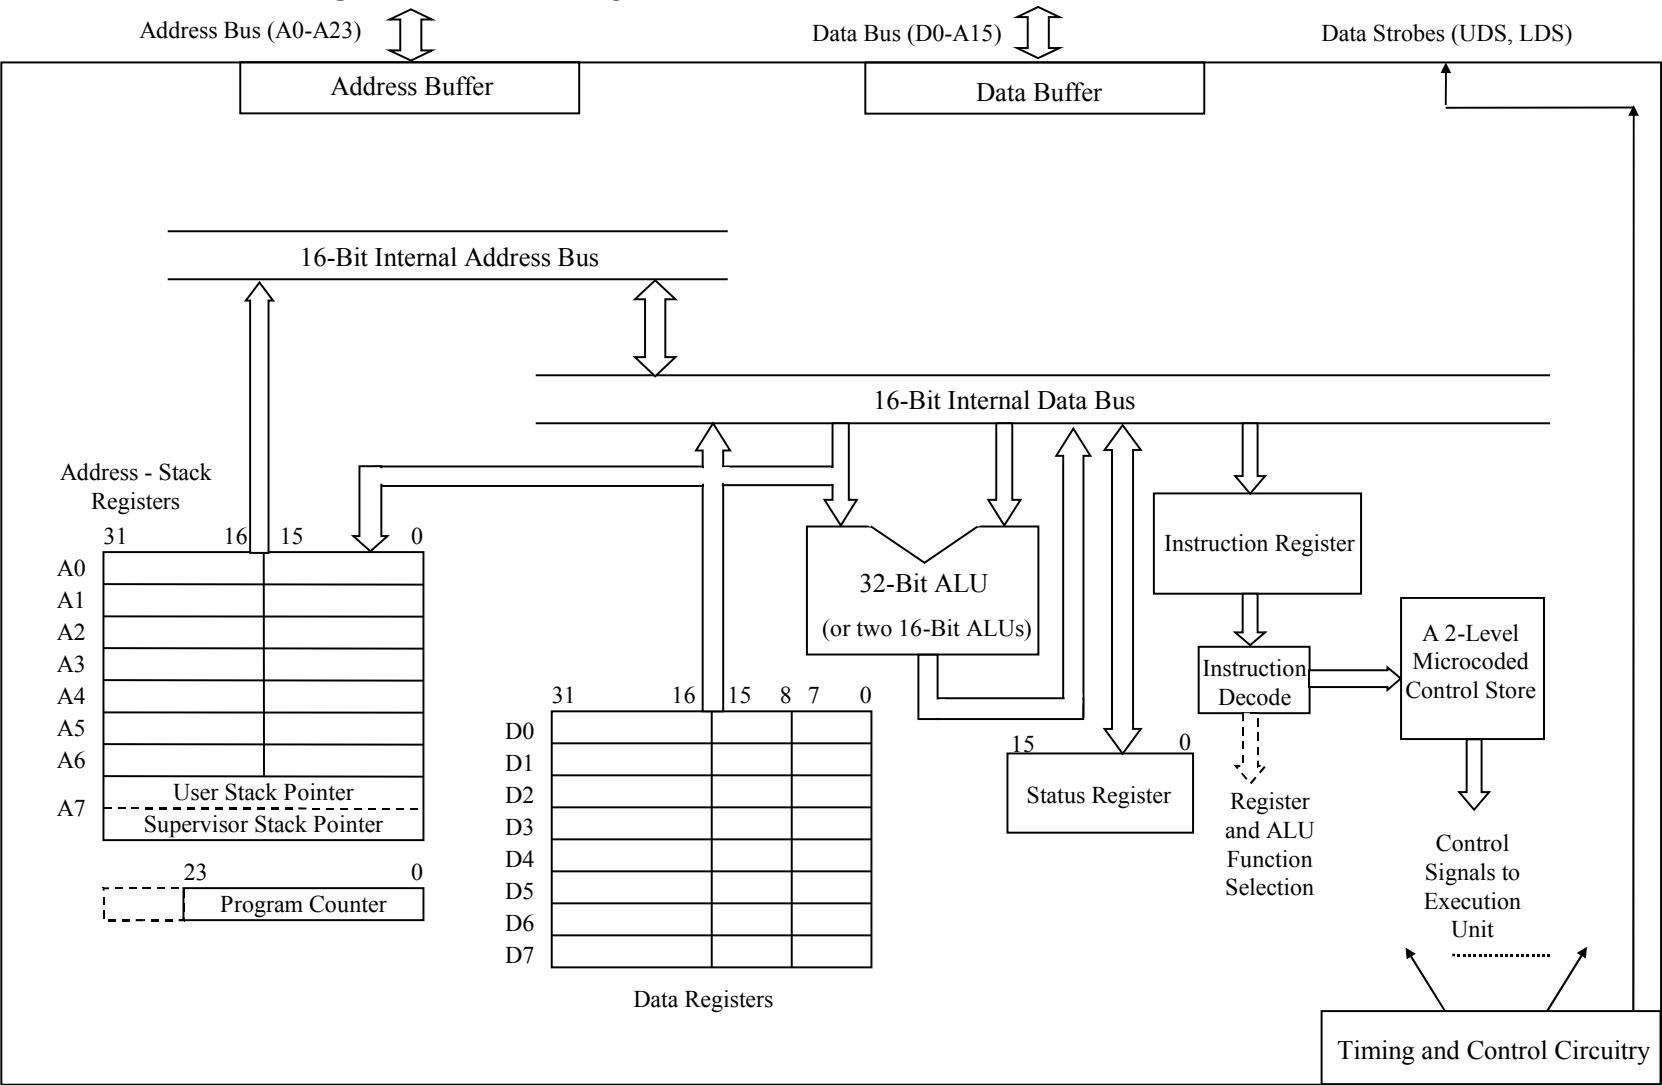 Address Bus (A0-A23)
Data Bus (D0-A15)
Data Strobes (UDS, LDS)
Address Buffer
Data Buffer
16-Bit Internal Address Bus
16-Bit Internal Data Bus
Address - Stack
Registers
31 16 15 0
A0
A1
A2
A3
A4
A5
A6
A7
User Stack Pointer
Supervisor Stack Pointer
23 0
Program Counter
31 16 15 8 7 0
D0
D1
D2
D3
D4
D5
D6
D7
Data Registers
32-Bit ALU
(or two 16-Bit ALUs)
15 0
Status Register
Instruction Register
Instruction
Decode
Register
and ALU
Function
Selection
A 2-Level
Microcoded
Control Store
Control
Signals to
Execution
Unit
Timing and Control Circuitry